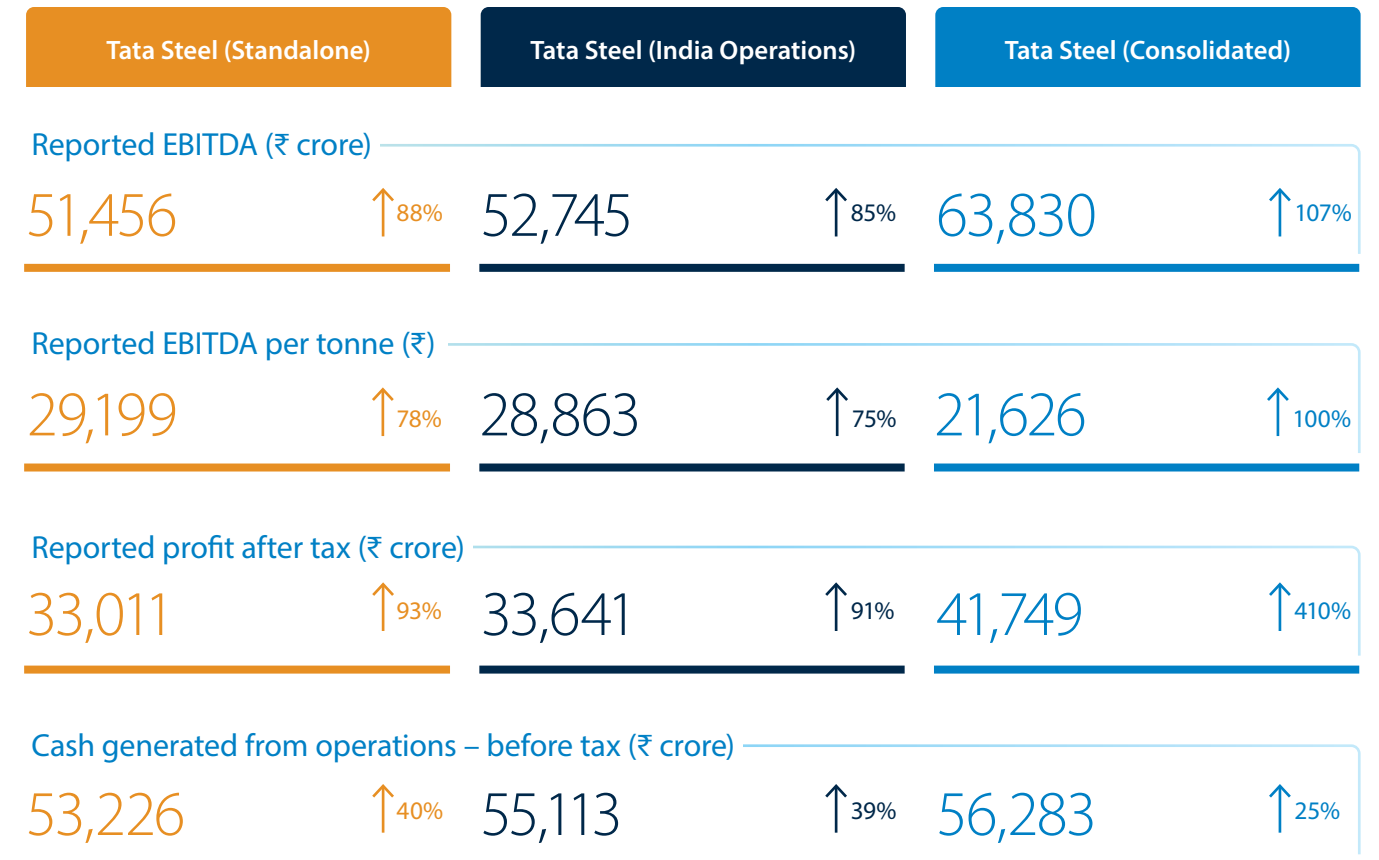 Tata Steel (Standalone) Tata Steel (India Operations) Tata Steel (Consolidated)
Reported EBITDA (₹ crore)
51,456 ↑ 88% 52,745 ↑ 85% 63,830 ↑ 107%
Reported EBITDA per tonne (₹)
29,199 ↑ 78% 28,863 ↑ 75% 21,626 ↑ 100%
Reported profit after tax (₹ crore)
33,011 ↑ 93% 33,641 ↑ 91% 41,749 ↑ 410%
Cash generated from operations – before tax (₹ crore)
53,226 ↑ 40% 55,113 ↑ 39% 56,283 ↑ 25%